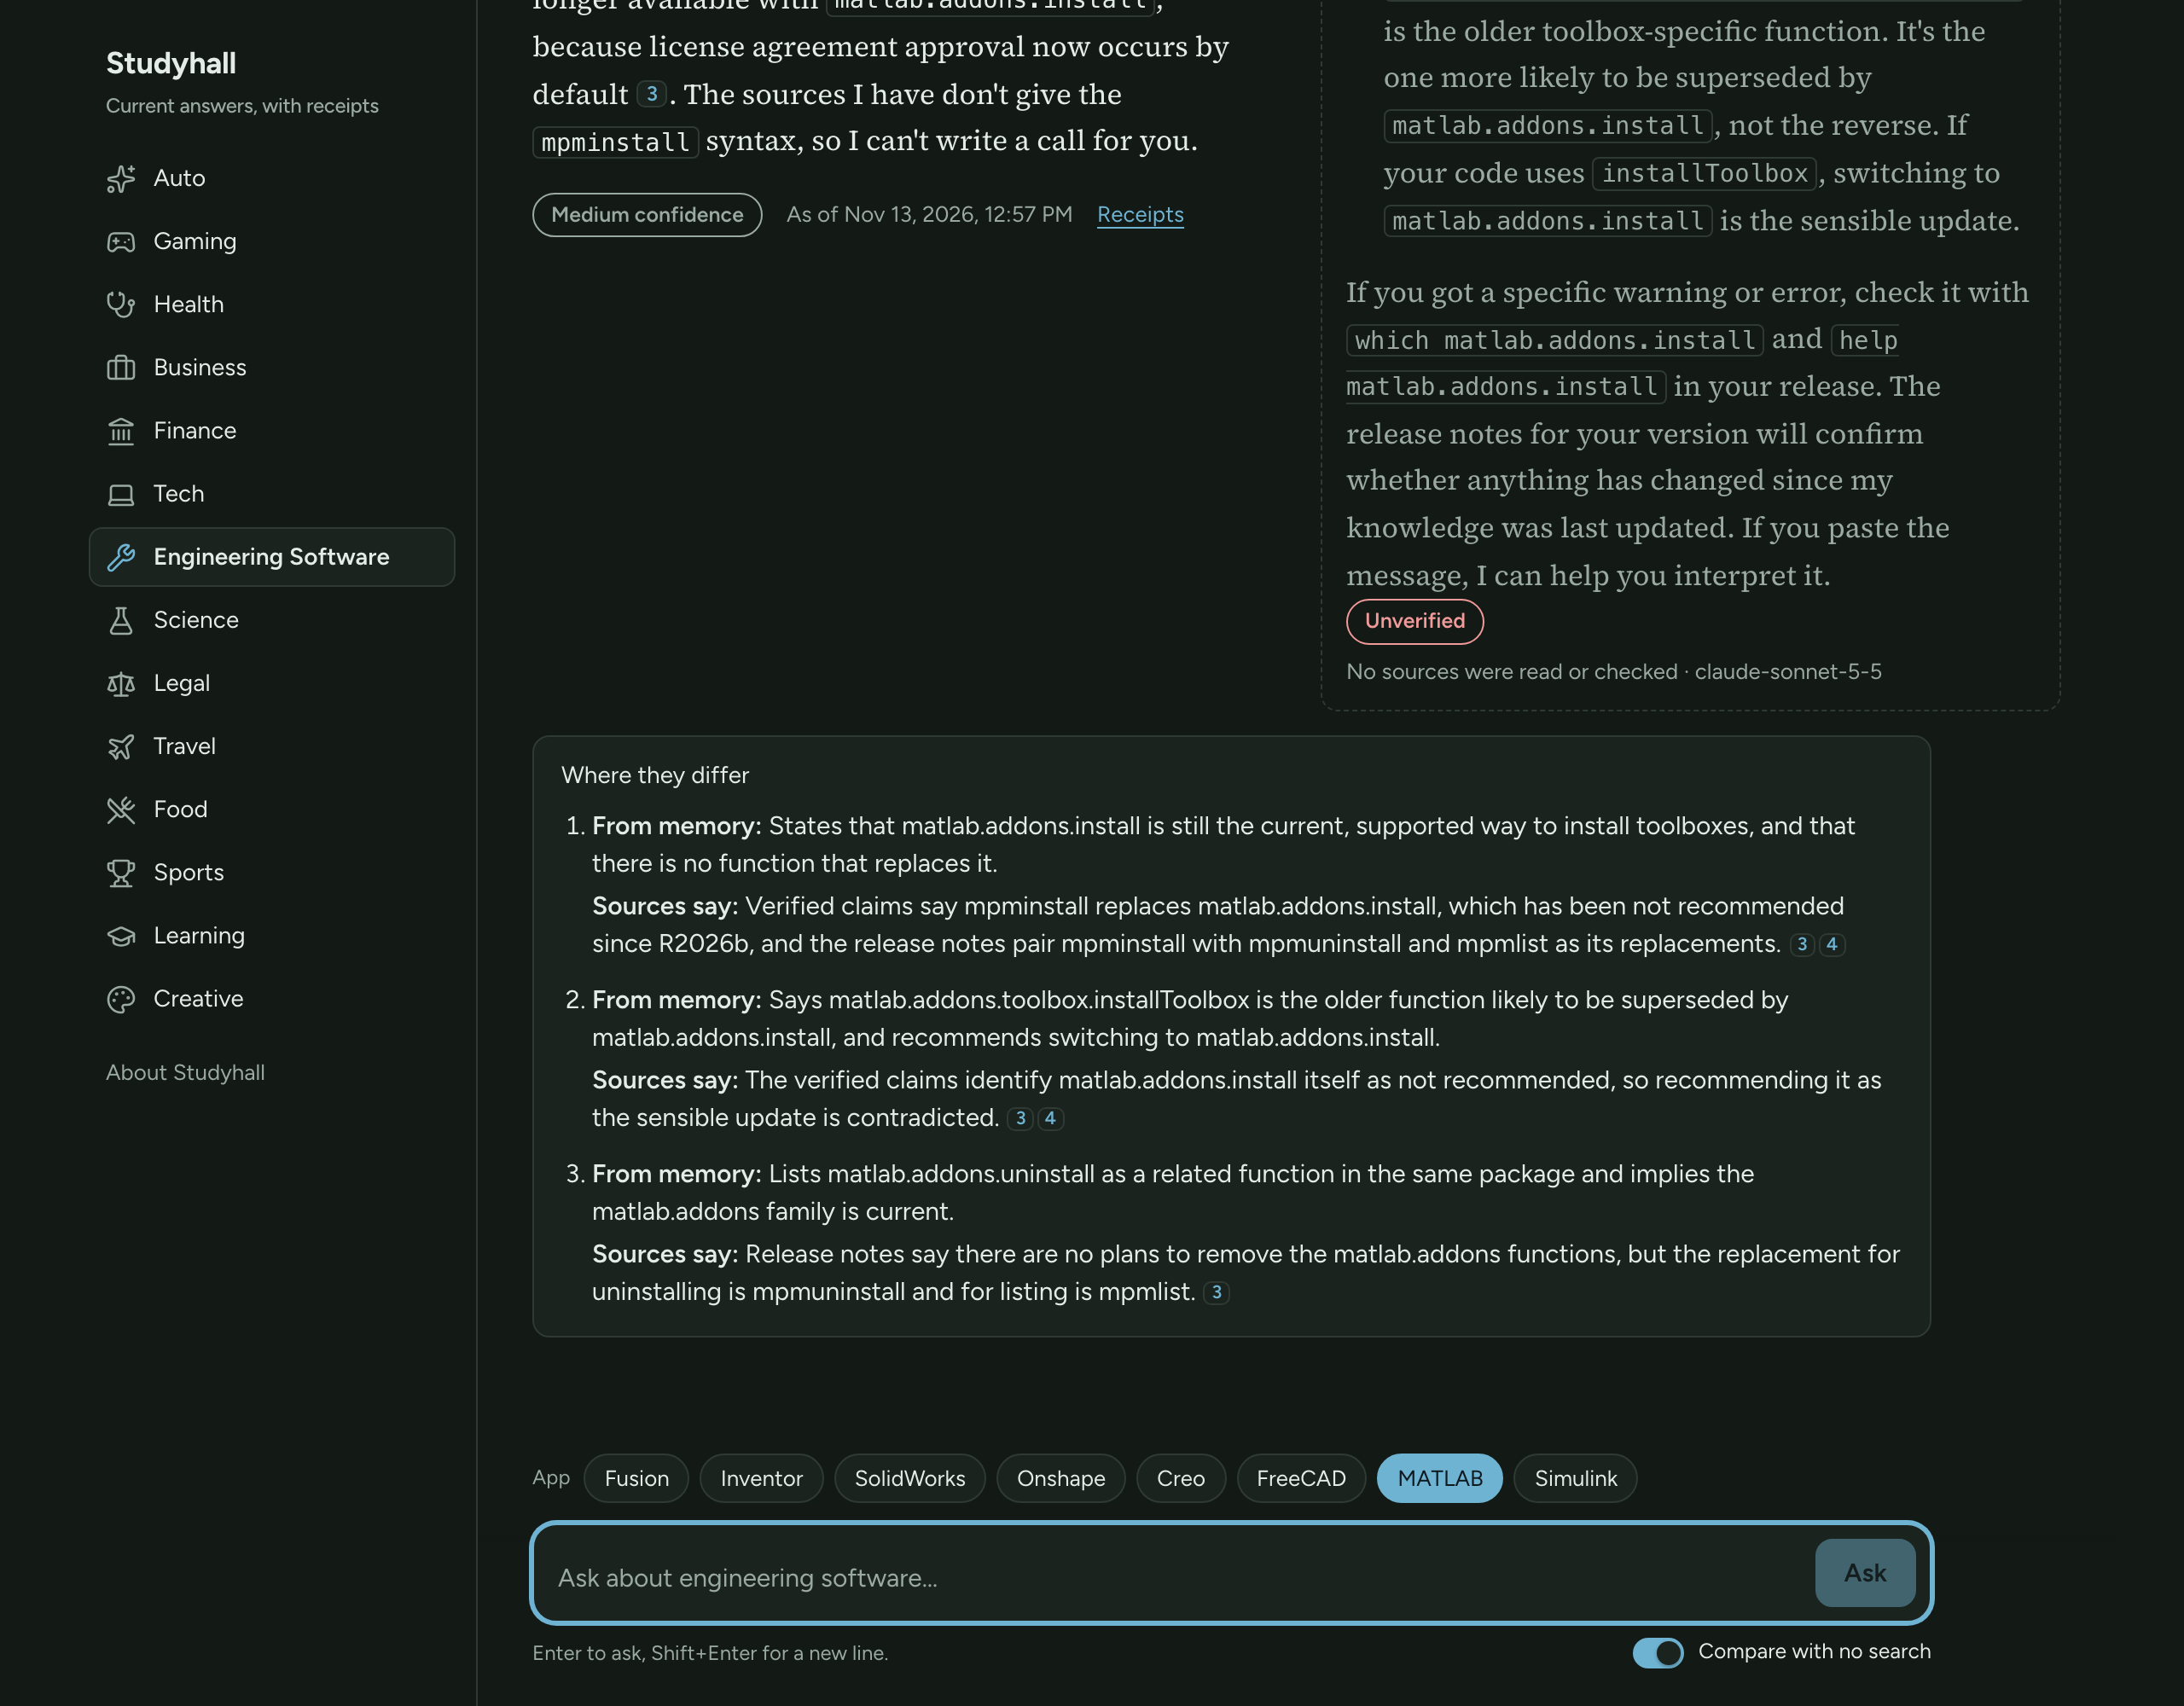 Studyhall
Current answers, with receipts
Auto
Gaming
Health
Business
Finance
Tech
Engineering Software
Science
Legal
Travel
Food
Sports
Learning
Creative
About Studyhall
longer available with matlab.addons.install,
because license agreement approval now occurs by
default 3. The sources I have don't give the
mpminstall syntax, so I can't write a call for you.
Medium confidence As of Nov 13, 2026, 12:57 PM Receipts
is the older toolbox-specific function. It's the
one more likely to be superseded by
matlab.addons.install, not the reverse. If
your code uses installToolbox, switching to
matlab.addons.install is the sensible update.
If you got a specific warning or error, check it with
which matlab.addons.install and help
matlab.addons.install in your release. The
release notes for your version will confirm
whether anything has changed since my
knowledge was last updated. If you paste the
message, I can help you interpret it.
Unverified
No sources were read or checked · claude-sonnet-5-5
Where they differ
1. From memory: States that matlab.addons.install is still the current, supported way to install toolboxes, and that
there is no function that replaces it.
Sources say: Verified claims say mpminstall replaces matlab.addons.install, which has been not recommended
since R2026b, and the release notes pair mpminstall with mpmuninstall and mpmlist as its replacements. 3 4
2. From memory: Says matlab.addons.toolbox.installToolbox is the older function likely to be superseded by
matlab.addons.install, and recommends switching to matlab.addons.install.
Sources say: The verified claims identify matlab.addons.install itself as not recommended, so recommending it as
the sensible update is contradicted. 3 4
3. From memory: Lists matlab.addons.uninstall as a related function in the same package and implies the
matlab.addons family is current.
Sources say: Release notes say there are no plans to remove the matlab.addons functions, but the replacement for
uninstalling is mpmuninstall and for listing is mpmlist. 3
App Fusion Inventor SolidWorks Onshape Creo FreeCAD MATLAB Simulink
Ask about engineering software...
Ask
Enter to ask, Shift+Enter for a new line.
Compare with no search